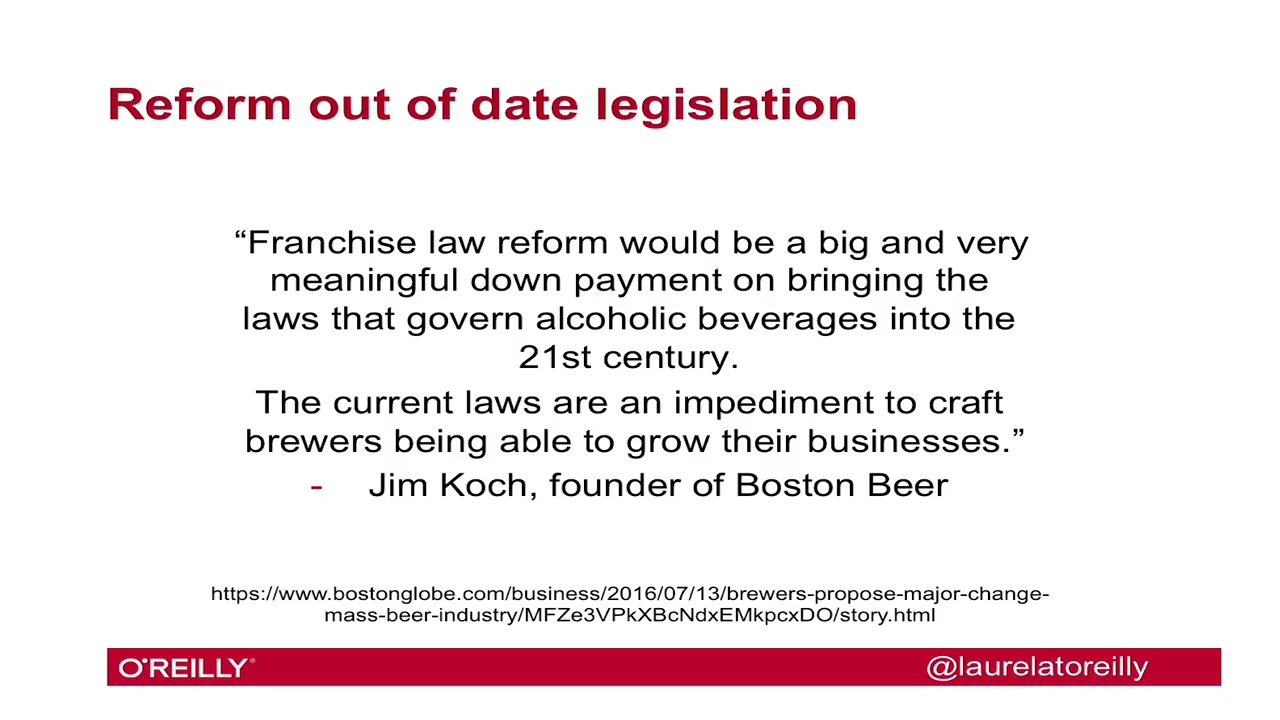 Reform out of date legislation
“Franchise law reform would be a big and very
meaningful down payment on bringing the
laws that govern alcoholic beverages into the
21st century.
The current laws are an impediment to craft
brewers being able to grow their businesses.”
- Jim Koch, founder of Boston Beer
https://www.bostonglobe.com/business/2016/07/13/brewers-propose-major-change-
mass-beer-industry/MFZe3VPkXBcNdxEMkpcxDO/story.html
O'REILLY® @laurelatoreilly